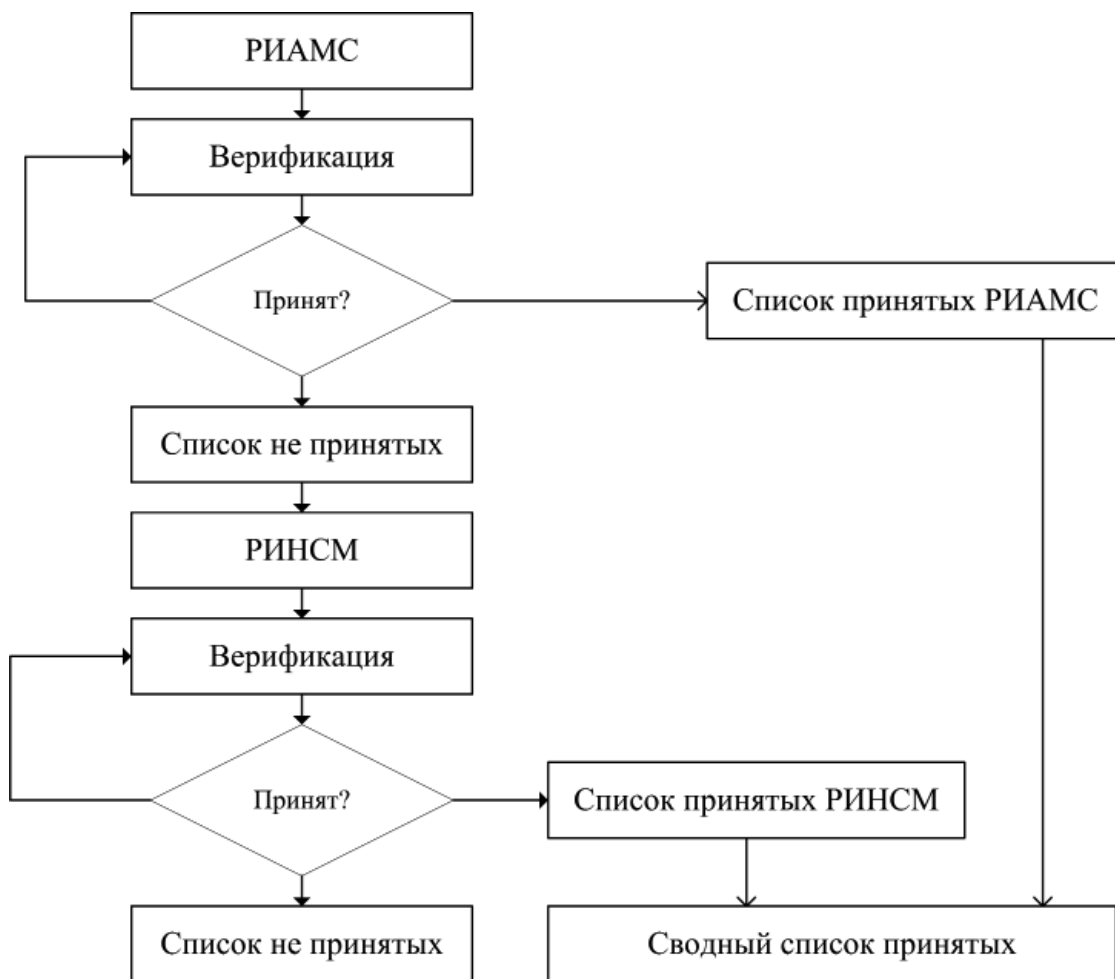 РИАМС
Верификация
Принят?
Список принятых РИАМС
Список не принятых
РИНСМ
Верификация
Принят?
Список принятых РИНСМ
Список не принятых
Сводный список принятых